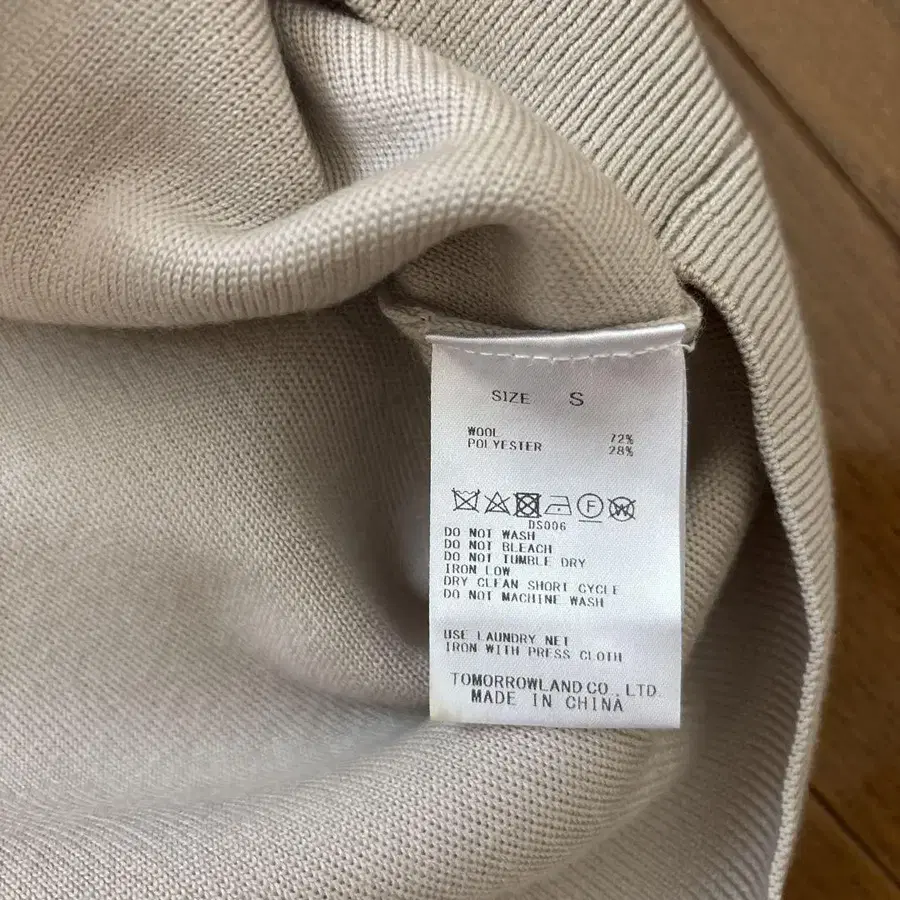 SIZE S
WOOL 72%
POLYESTER 28%
F W
DS006
DO NOT WASH
DO NOT BLEACH
DO NOT TUMBLE DRY
IRON LOW
DRY CLEAN SHORT CYCLE
DO NOT MACHINE WASH
USE LAUNDRY NET
IRON WITH PRESS CLOTH
TOMORROWLAND CO., LTD.
MADE IN CHINA